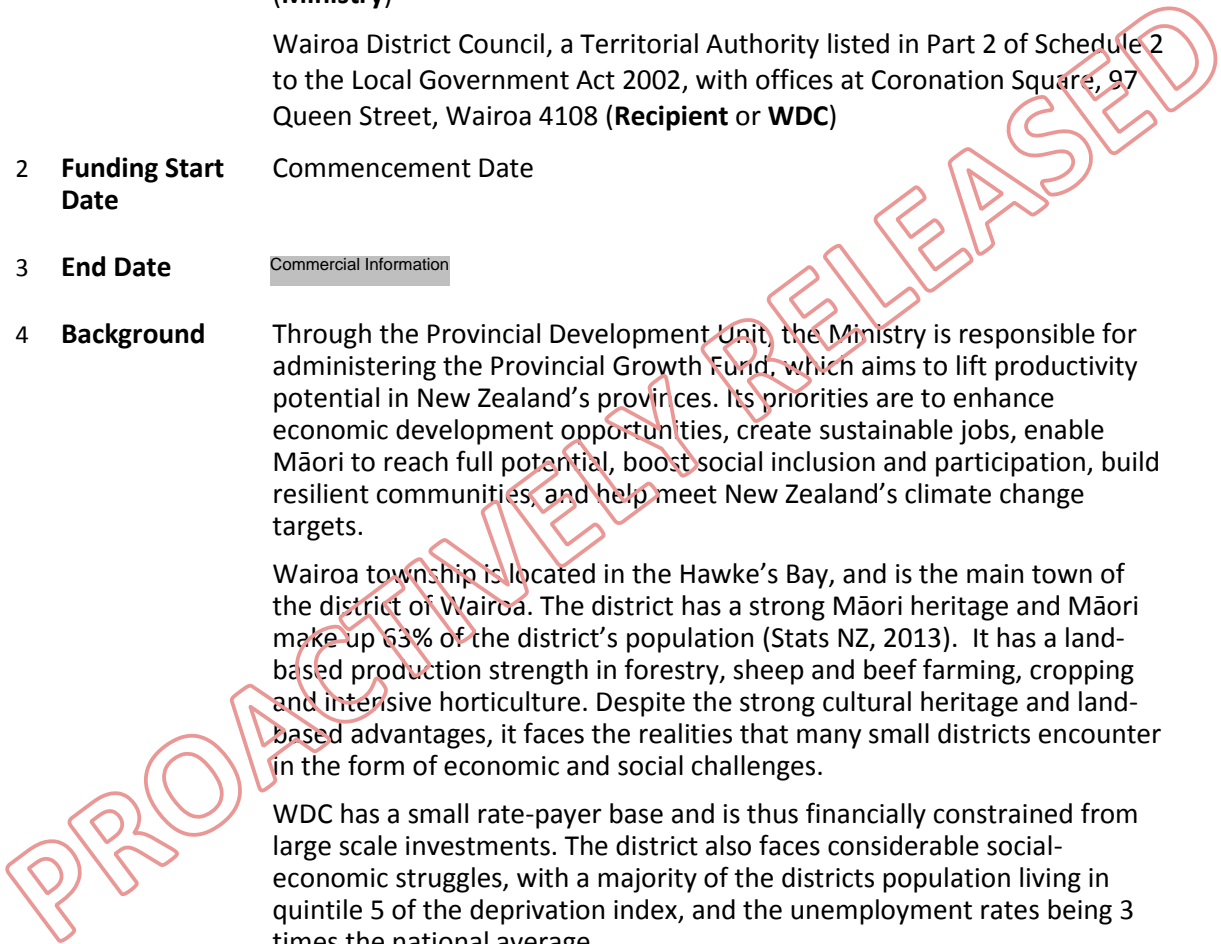 (Ministry)
Wairoa District Council, a Territorial Authority listed in Part 2 of Schedule 2
to the Local Government Act 2002, with offices at Coronation Square, 97
Queen Street, Wairoa 4108 (Recipient or WDC)
2 Funding Start Commencement Date
Date
3 End Date Commercial Information
4 Background Through the Provincial Development Unit, the Ministry is responsible for
administering the Provincial Growth Fund, which aims to lift productivity
potential in New Zealand's provinces. Its priorities are to enhance
economic development opportunities, create sustainable jobs, enable
Māori to reach full potential, boost social inclusion and participation, build
resilient communities, and help meet New Zealand's climate change
targets.
Wairoa township is located in the Hawke's Bay, and is the main town of
the district of Wairoa. The district has a strong Māori heritage and Māori
make up 63% of the district's population (Stats NZ, 2013). It has a land-
based production strength in forestry, sheep and beef farming, cropping
and intensive horticulture. Despite the strong cultural heritage and land-
based advantages, it faces the realities that many small districts encounter
in the form of economic and social challenges.
WDC has a small rate-payer base and is thus financially constrained from
large scale investments. The district also faces considerable social-
economic struggles, with a majority of the districts population living in
quintile 5 of the deprivation index, and the unemployment rates being 3
times the national average.
PROACTIVELY RELEASED